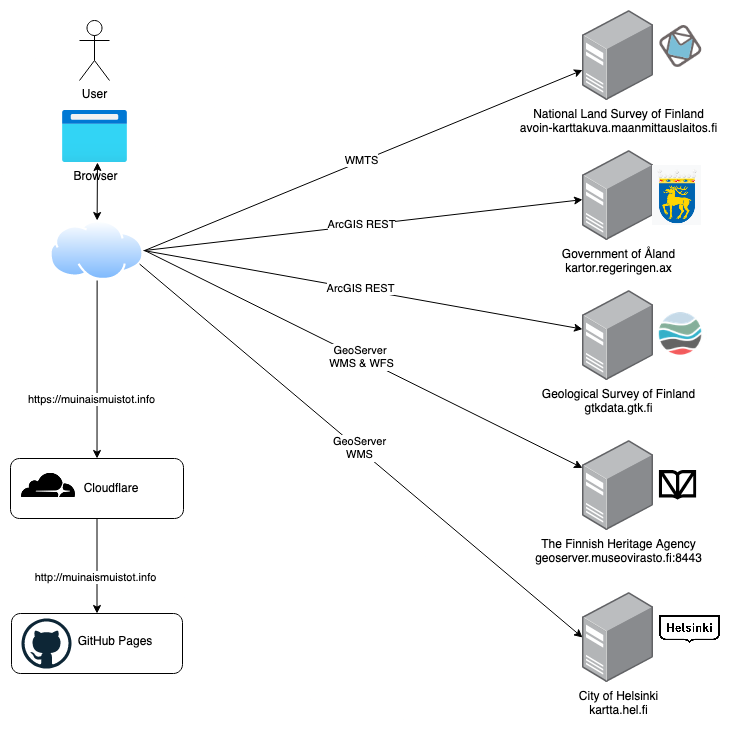 User
Browser
WMTS
ArcGIS REST
ArcGIS REST
GeoServer
WMS & WFS
GeoServer
WMS
https://muinaismuistot.info
Cloudflare
http://muinaismuistot.info
GitHub Pages
National Land Survey of Finland
avoin-karttakuva.maanmittauslaitos.fi
Government of Åland
kartor.regeringen.ax
Geological Survey of Finland
gtkdata.gtk.fi
The Finnish Heritage Agency
geoserver.museovirasto.fi:8443
Helsinki
City of Helsinki
kartta.hel.fi